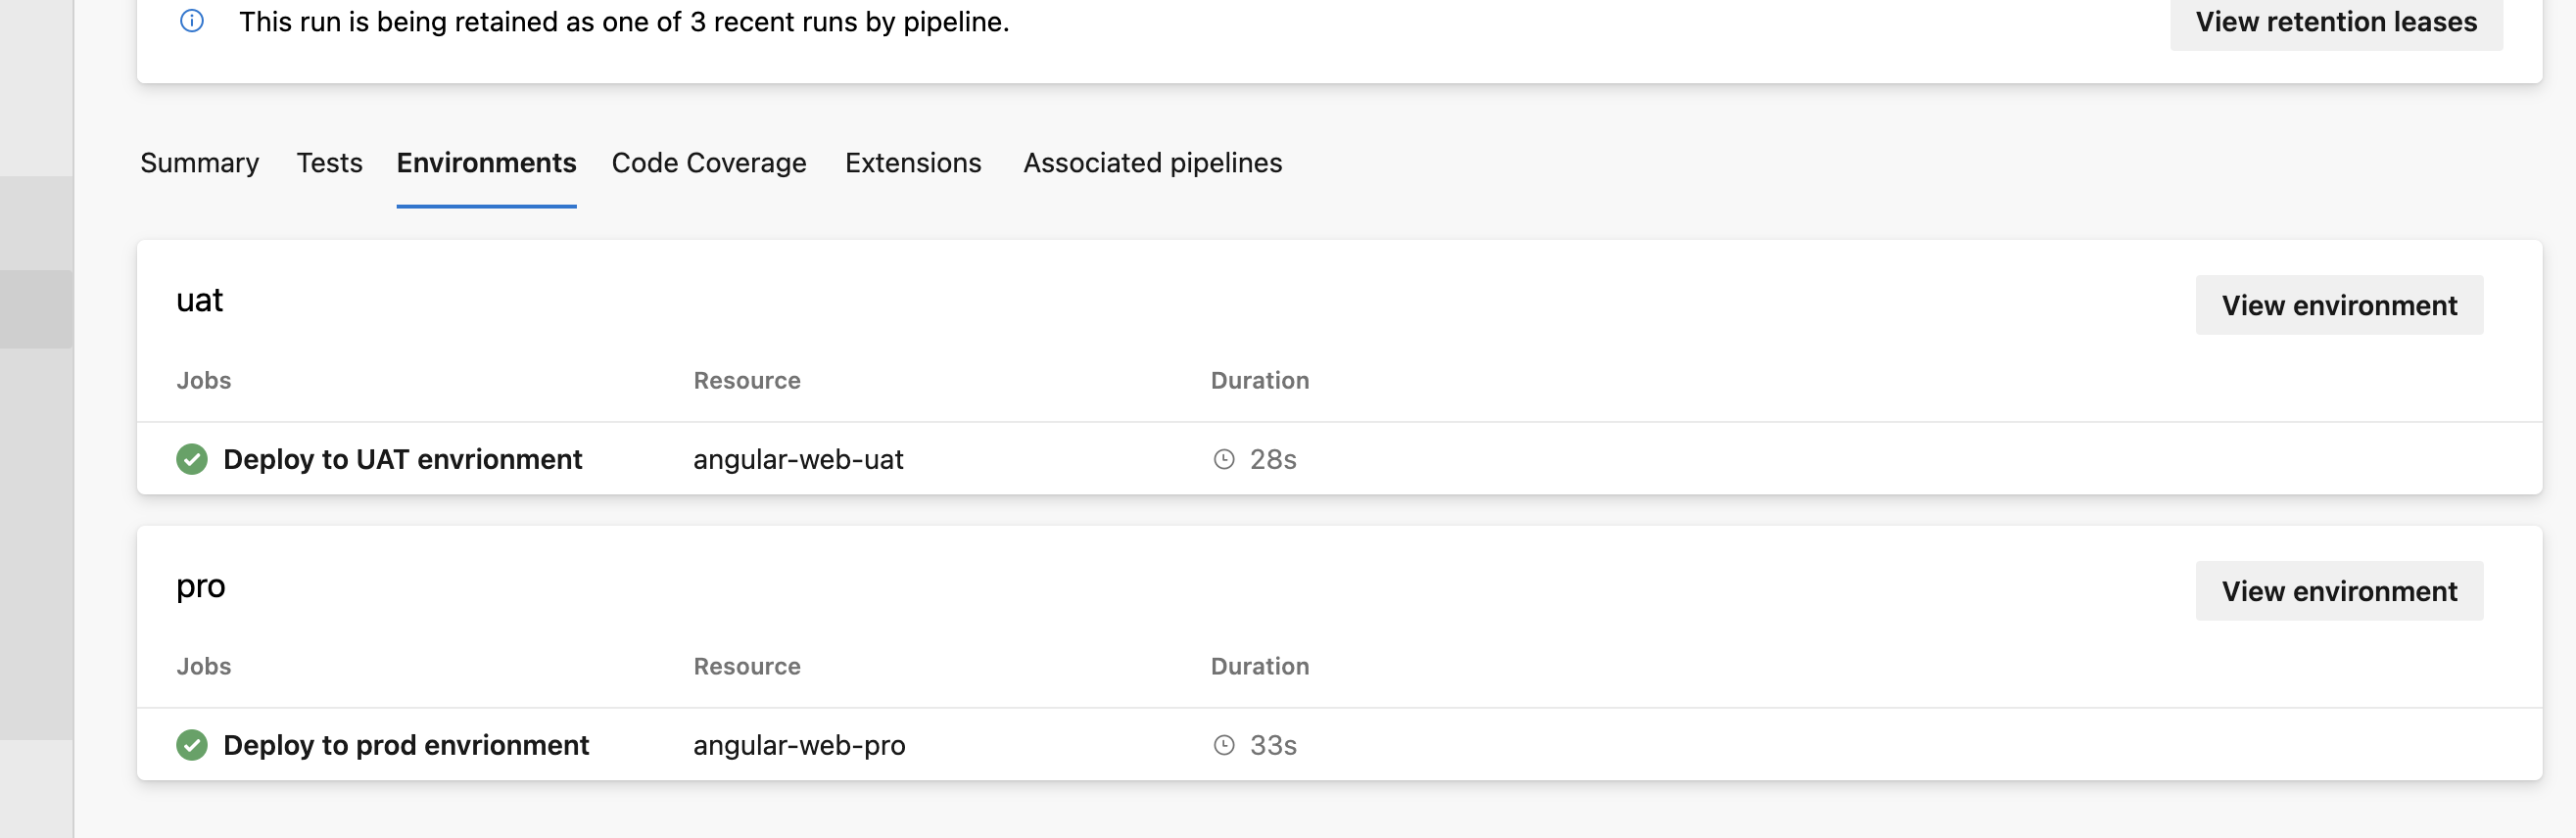 This run is being retained as one of 3 recent runs by pipeline.
View retention leases
Summary Tests Environments Code Coverage Extensions Associated pipelines
uat
View environment
Jobs Resource Duration
Deploy to UAT envrionment angular-web-uat 28s
pro
View environment
Jobs Resource Duration
Deploy to prod envrionment angular-web-pro 33s